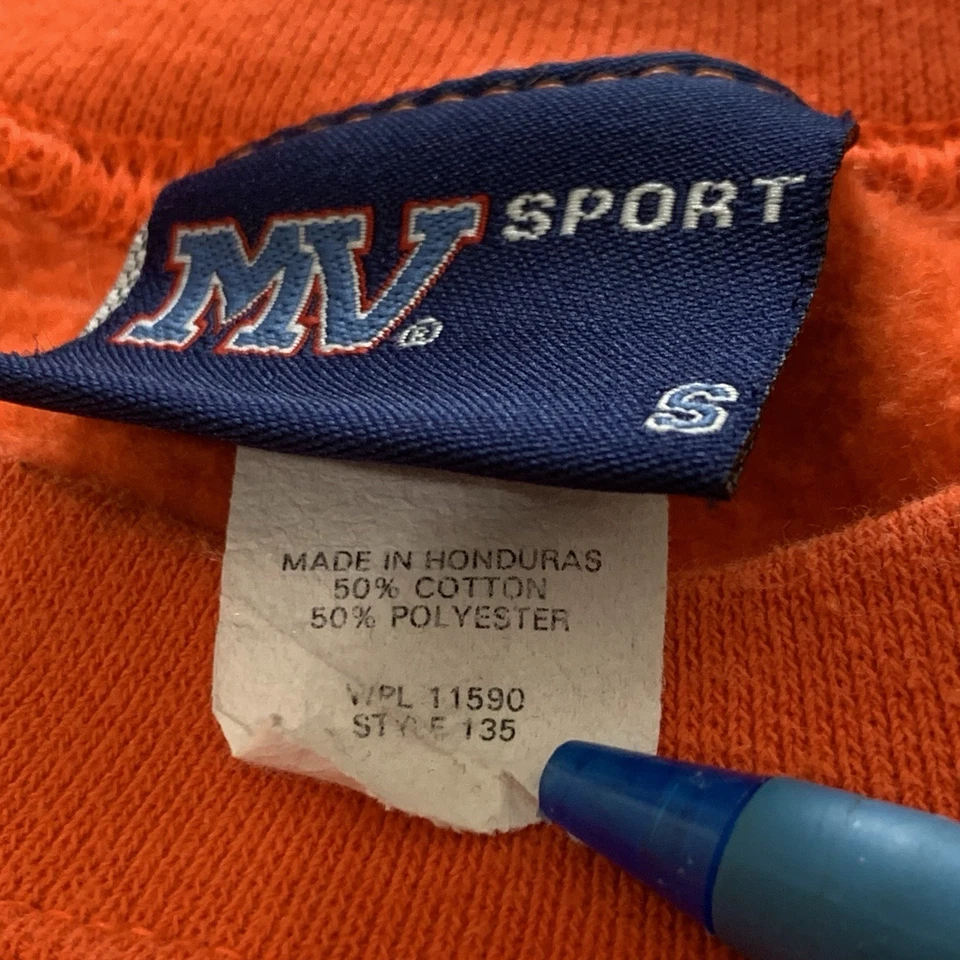 MV® SPORT
S
MADE IN HONDURAS
50% COTTON
50% POLYESTER
WPL 11590
STYLE 135